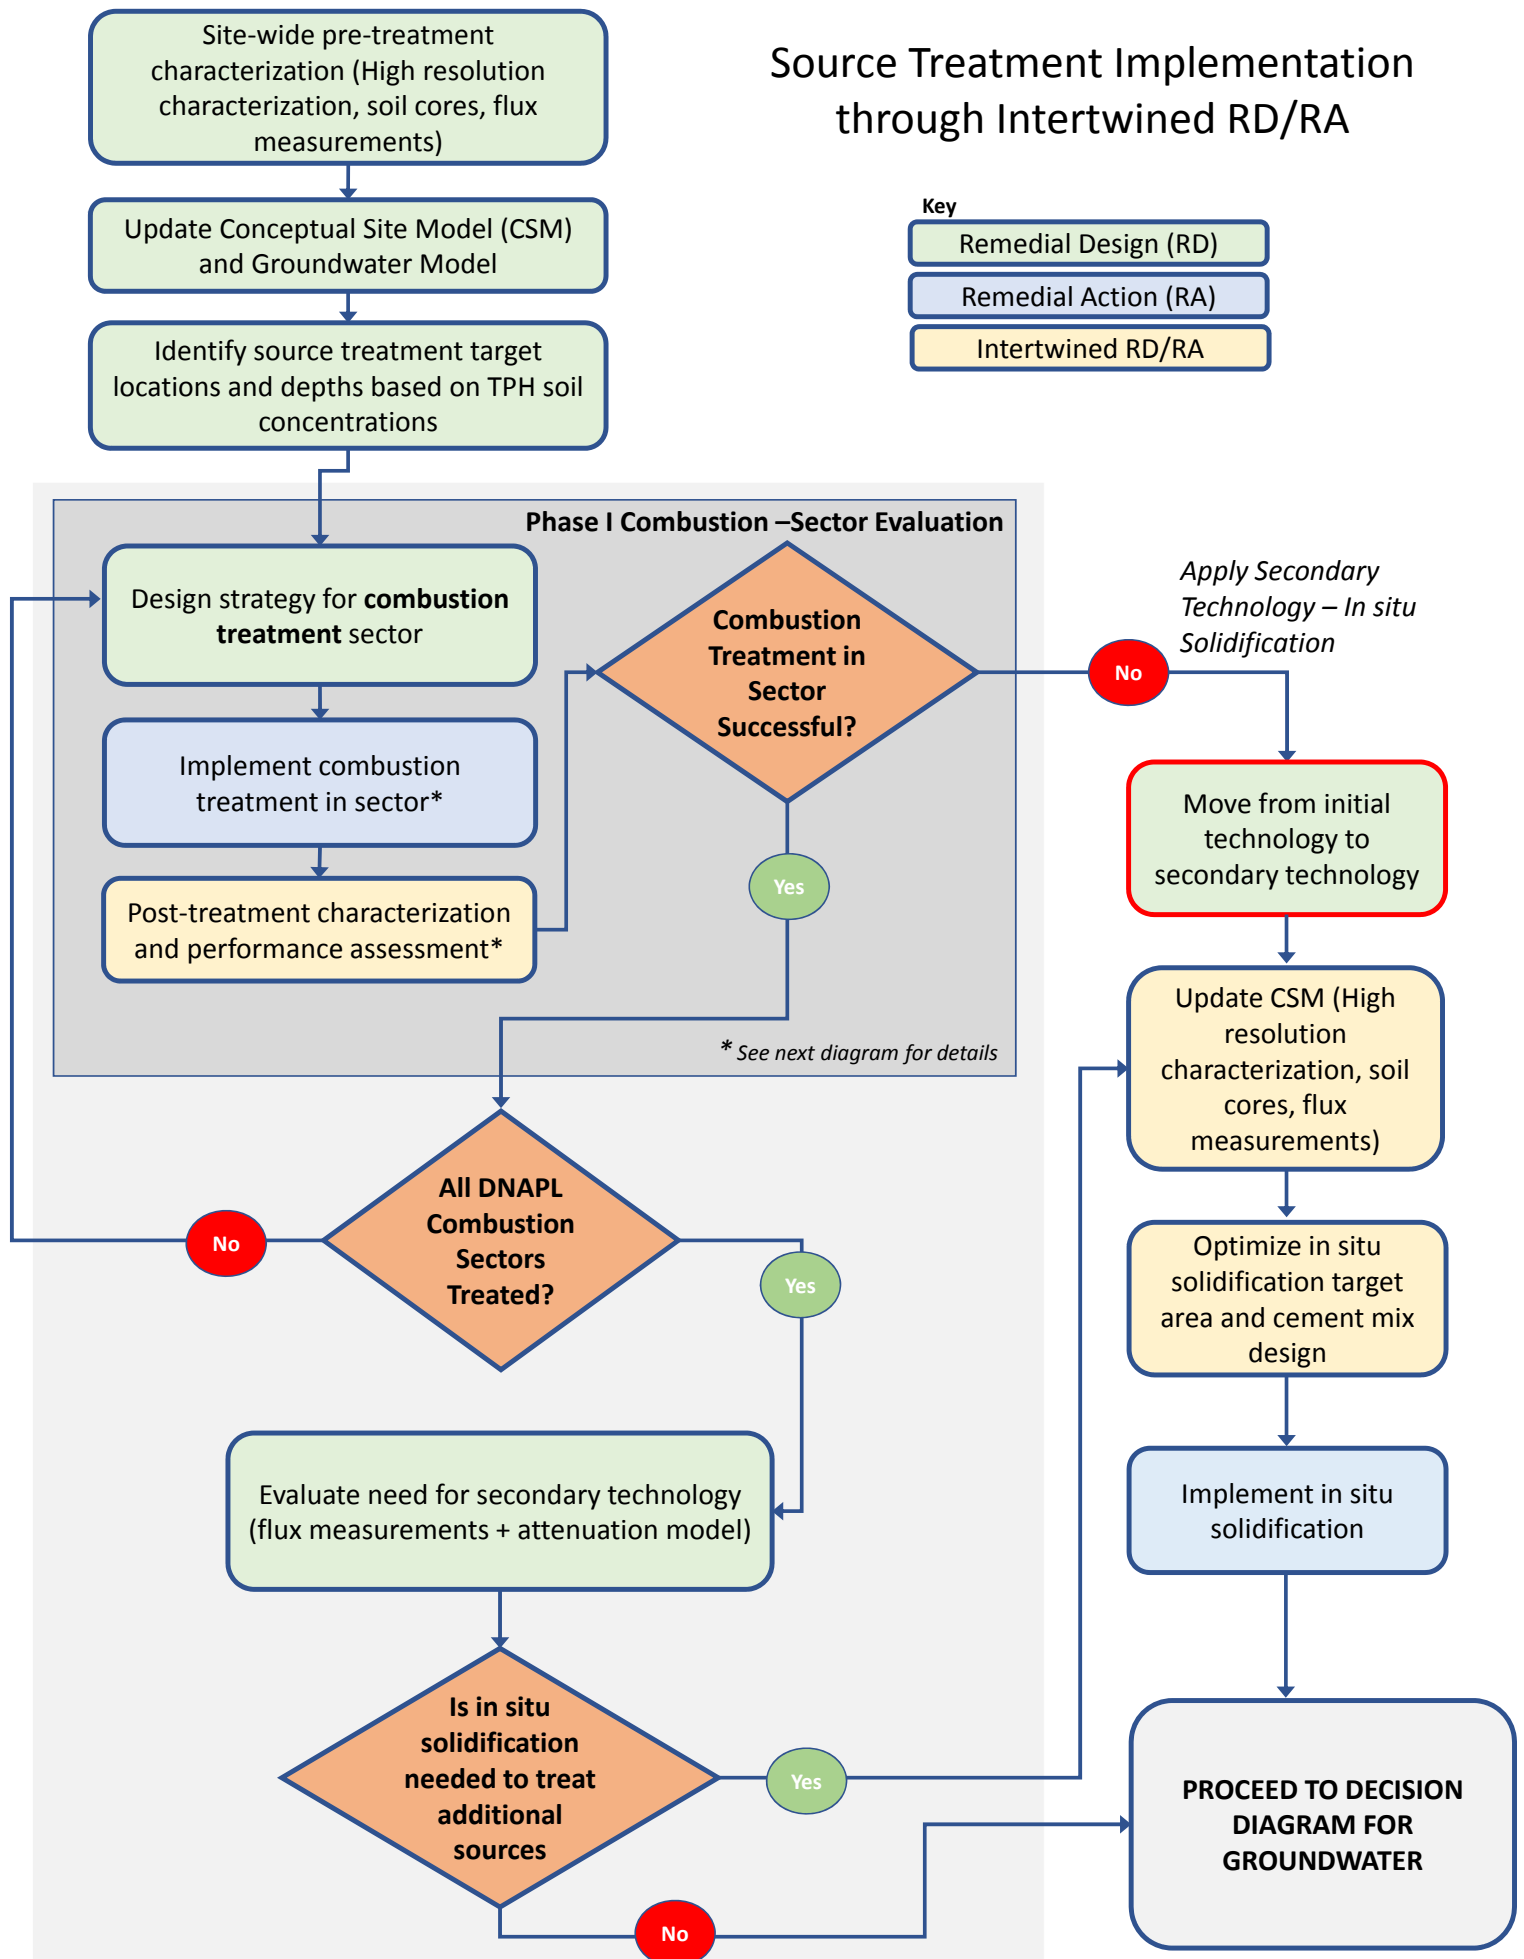 Source Treatment Implementation
through Intertwined RD/RA
Key
Remedial Design (RD)
Remedial Action (RA)
Intertwined RD/RA
Site-wide pre-treatment
characterization (High resolution
characterization, soil cores, flux
measurements)
Update Conceptual Site Model (CSM)
and Groundwater Model
Identify source treatment target
locations and depths based on TPH soil
concentrations
Phase I Combustion –Sector Evaluation
Design strategy for combustion
treatment sector
Implement combustion
treatment in sector*
Post-treatment characterization
and performance assessment*
Combustion
Treatment in
Sector
Successful?
Yes
* See next diagram for details
No
Apply Secondary
Technology – In situ
Solidification
Move from initial
technology to
secondary technology
Update CSM (High
resolution
characterization, soil
cores, flux
measurements)
Optimize in situ
solidification target
area and cement mix
design
Implement in situ
solidification
All DNAPL
Combustion
Sectors
Treated?
No
Yes
Evaluate need for secondary technology
(flux measurements + attenuation model)
Is in situ
solidification
needed to treat
additional
sources
Yes
No
PROCEED TO DECISION
DIAGRAM FOR
GROUNDWATER